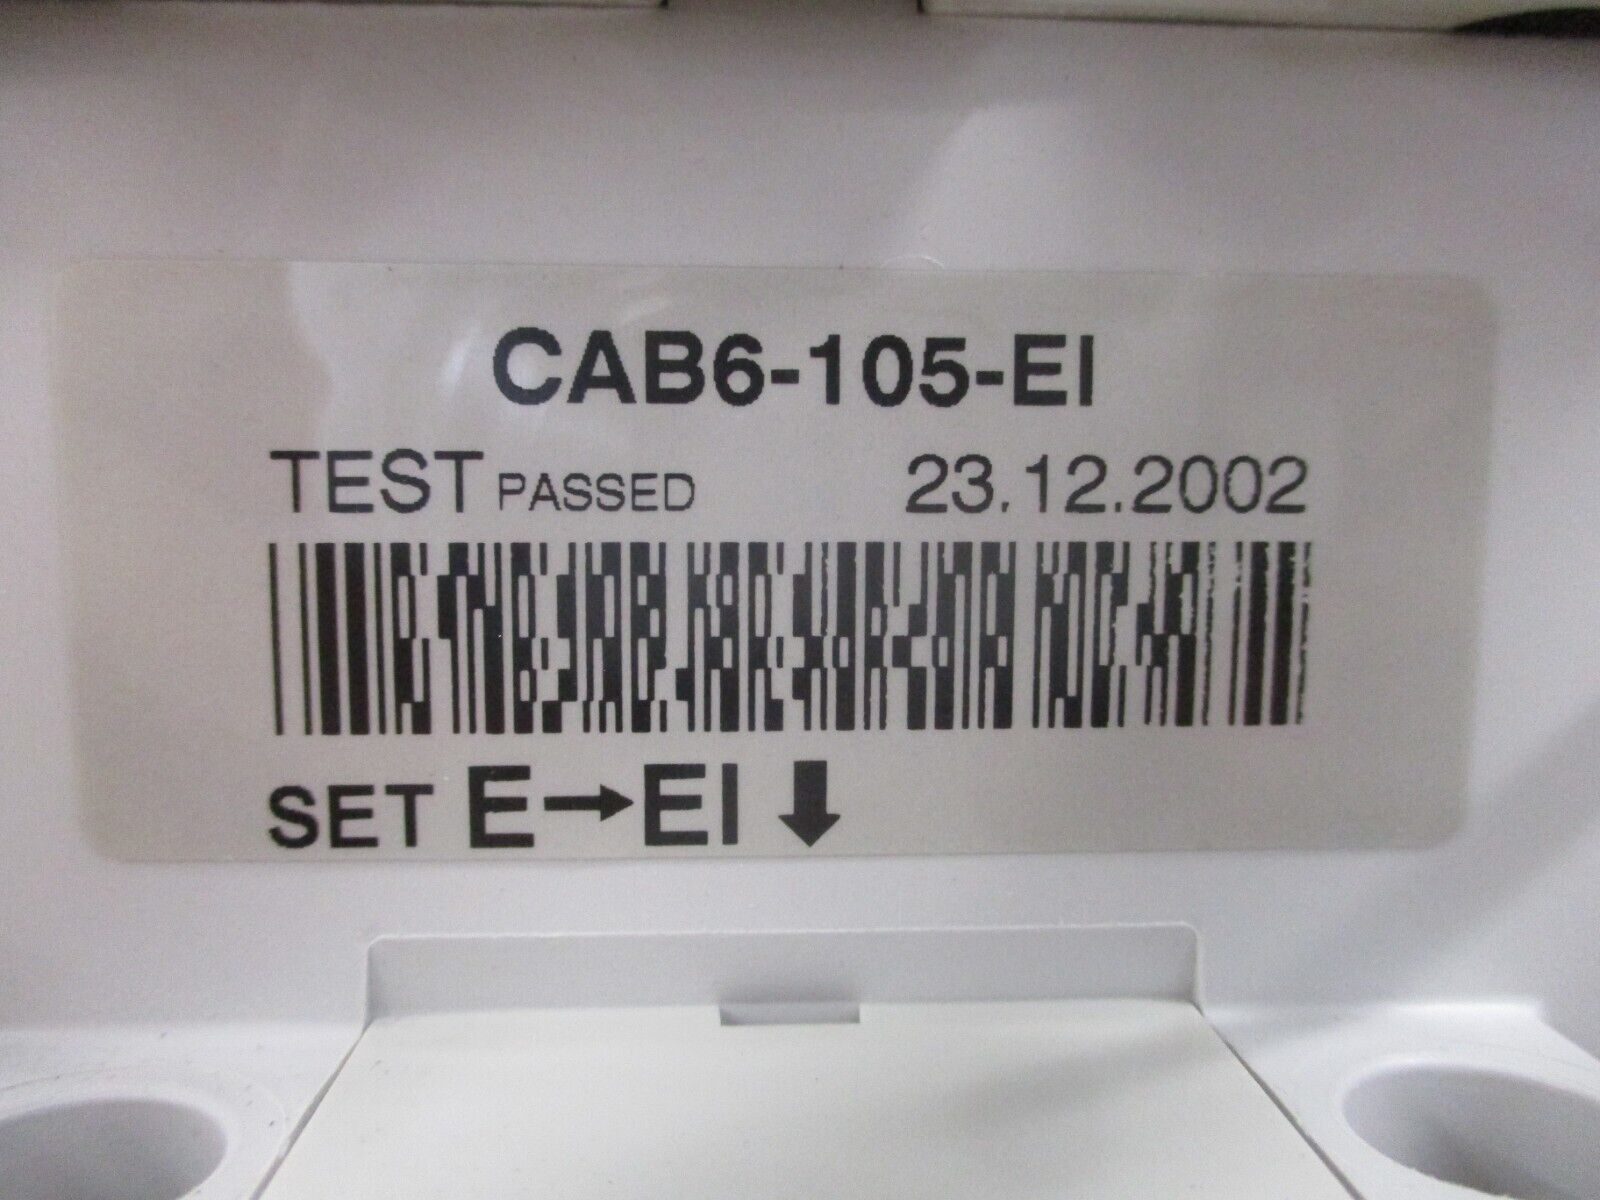 CAB6-105-EI
TEST PASSED 23.12.2002
SET E→EI ↓